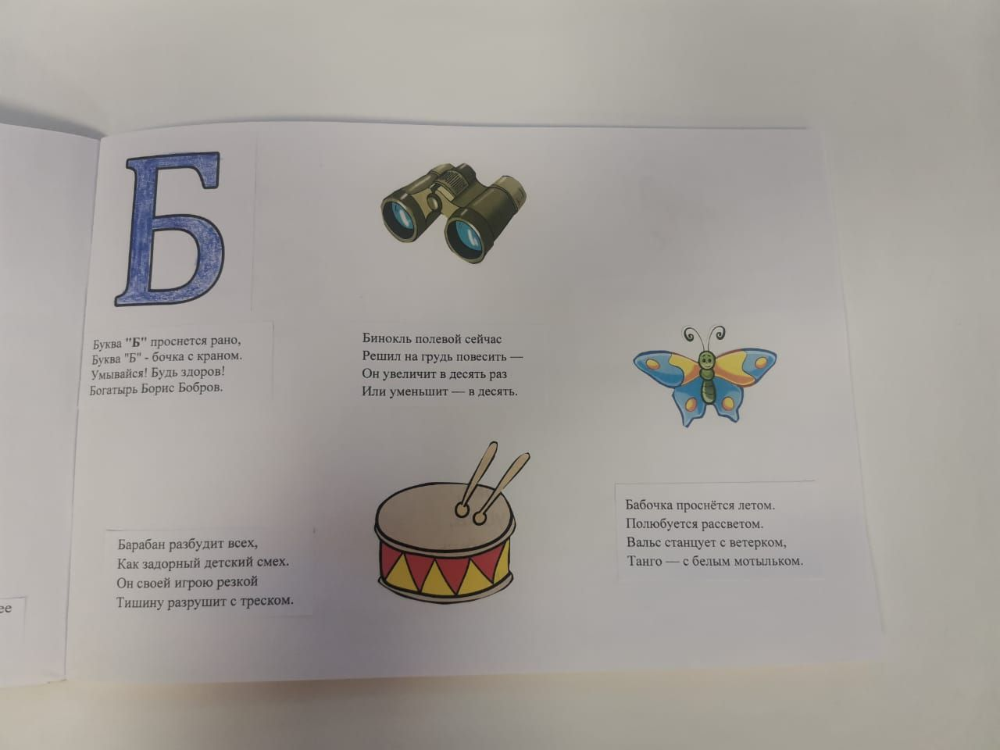 Б
Буква "Б" проснется рано,
Буква "Б" - бочка с краном.
Умывайся! Будь здоров!
Богатырь Борис Бобров.
Бинокль полевой сейчас
Решил на грудь повесить —
Он увеличит в десять раз
Или уменьшит — в десять.
Барабан разбудит всех,
Как задорный детский смех.
Он своей игрою резкой
Тишину разрушит с треском.
Бабочка проснётся летом.
Полюбуется рассветом.
Вальс станцует с ветерком,
Танго — с белым мотыльком.